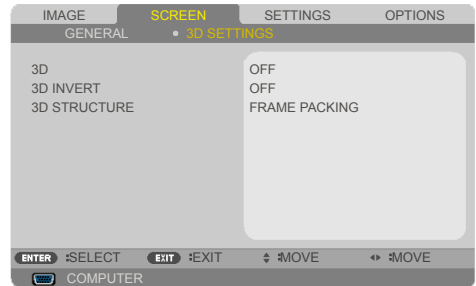 IMAGE SCREEN SETTINGS OPTIONS
GENERAL • 3D SETTINGS
3D OFF
3D INVERT OFF
3D STRUCTURE FRAME PACKING
ENTER :SELECT EXIT :EXIT :MOVE :MOVE
COMPUTER